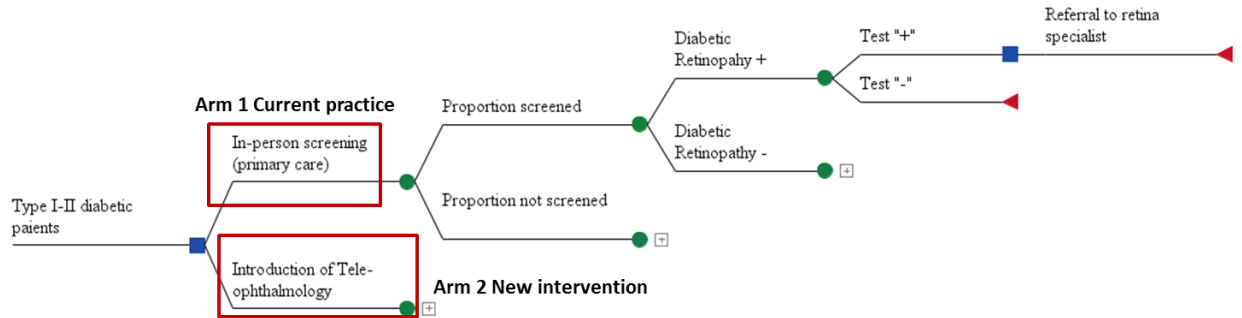 Referral to retina
specialist
Diabetic
Retinopahy +
Test "+"
Test "-"
Arm 1 Current practice
Proportion screened
In-person screening
(primary care)
Diabetic
Retinopathy -
Type I-II diabetic
paients
Proportion not screened
Introduction of Tele-
ophthalmology
Arm 2 New intervention